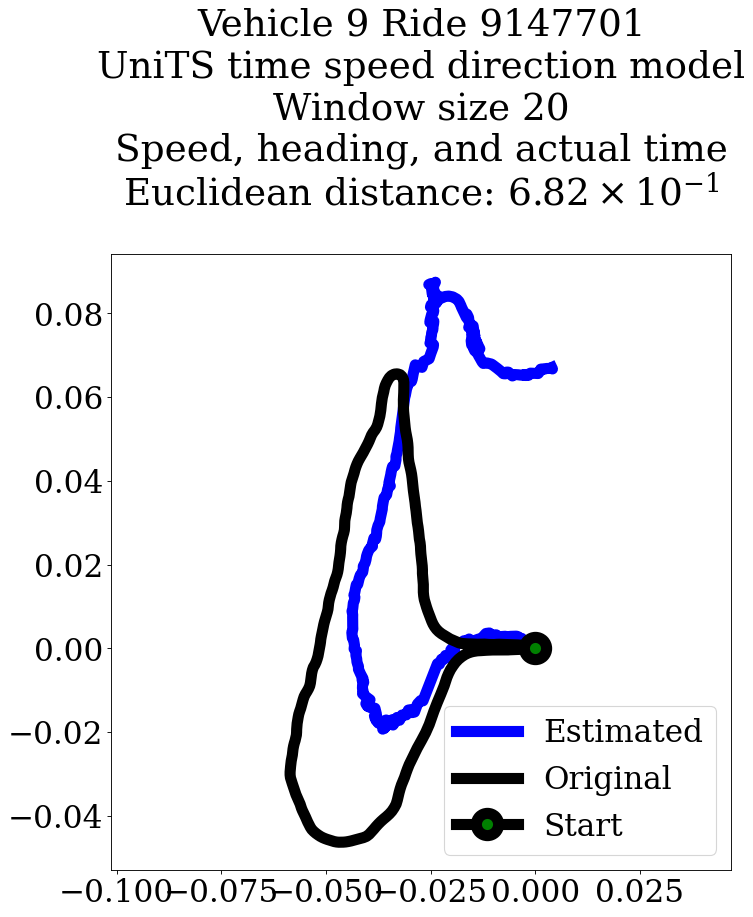 Vehicle 9 Ride 9147701
UniTS time speed direction model
Window size 20
Speed, heading, and actual time
Euclidean distance: 6.82 × 10⁻¹
0.08
0.06
0.04
0.02
0.00
−0.02
−0.04
Estimated
Original
Start
−0.100 −0.075 −0.050 −0.025 0.000 0.025